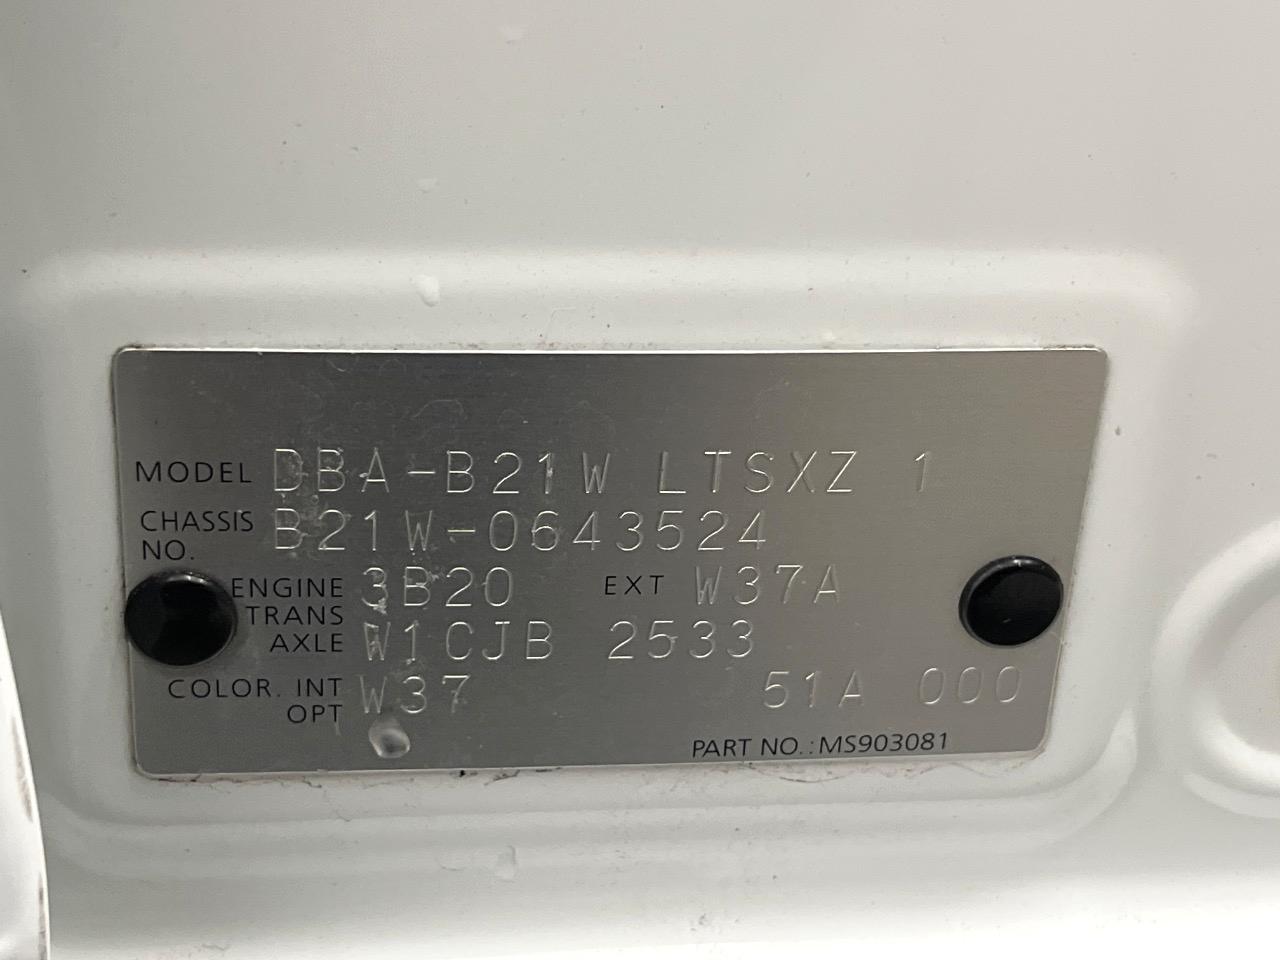 MODEL DBA-B21W LTSXZ 1
CHASSIS NO. B21W-0643524
ENGINE 3B20 EXT W37A
TRANS AXLE W1CJB 2533
COLOR. INT OPT W37 51A 000
PART NO.:MS903081